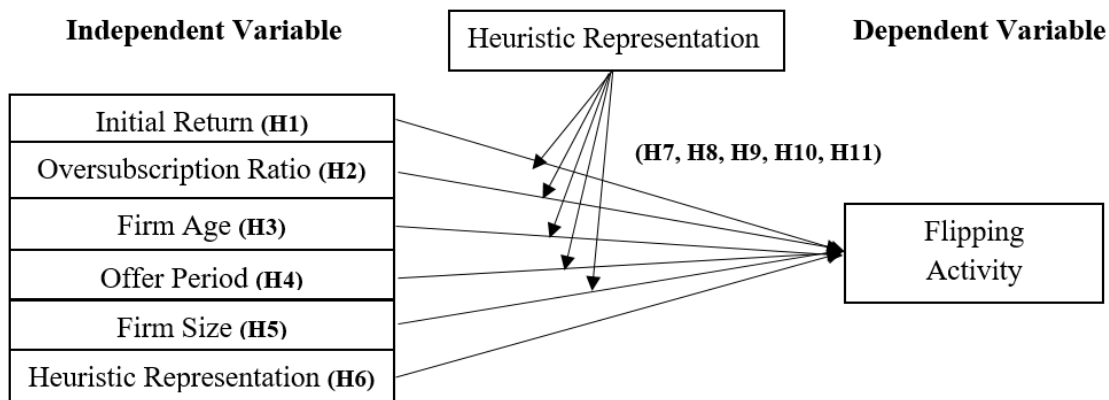 Independent Variable
Heuristic Representation
Dependent Variable
Initial Return (H1)
Oversubscription Ratio (H2)
Firm Age (H3)
Offer Period (H4)
Firm Size (H5)
Heuristic Representation (H6)
(H7, H8, H9, H10, H11)
Flipping
Activity